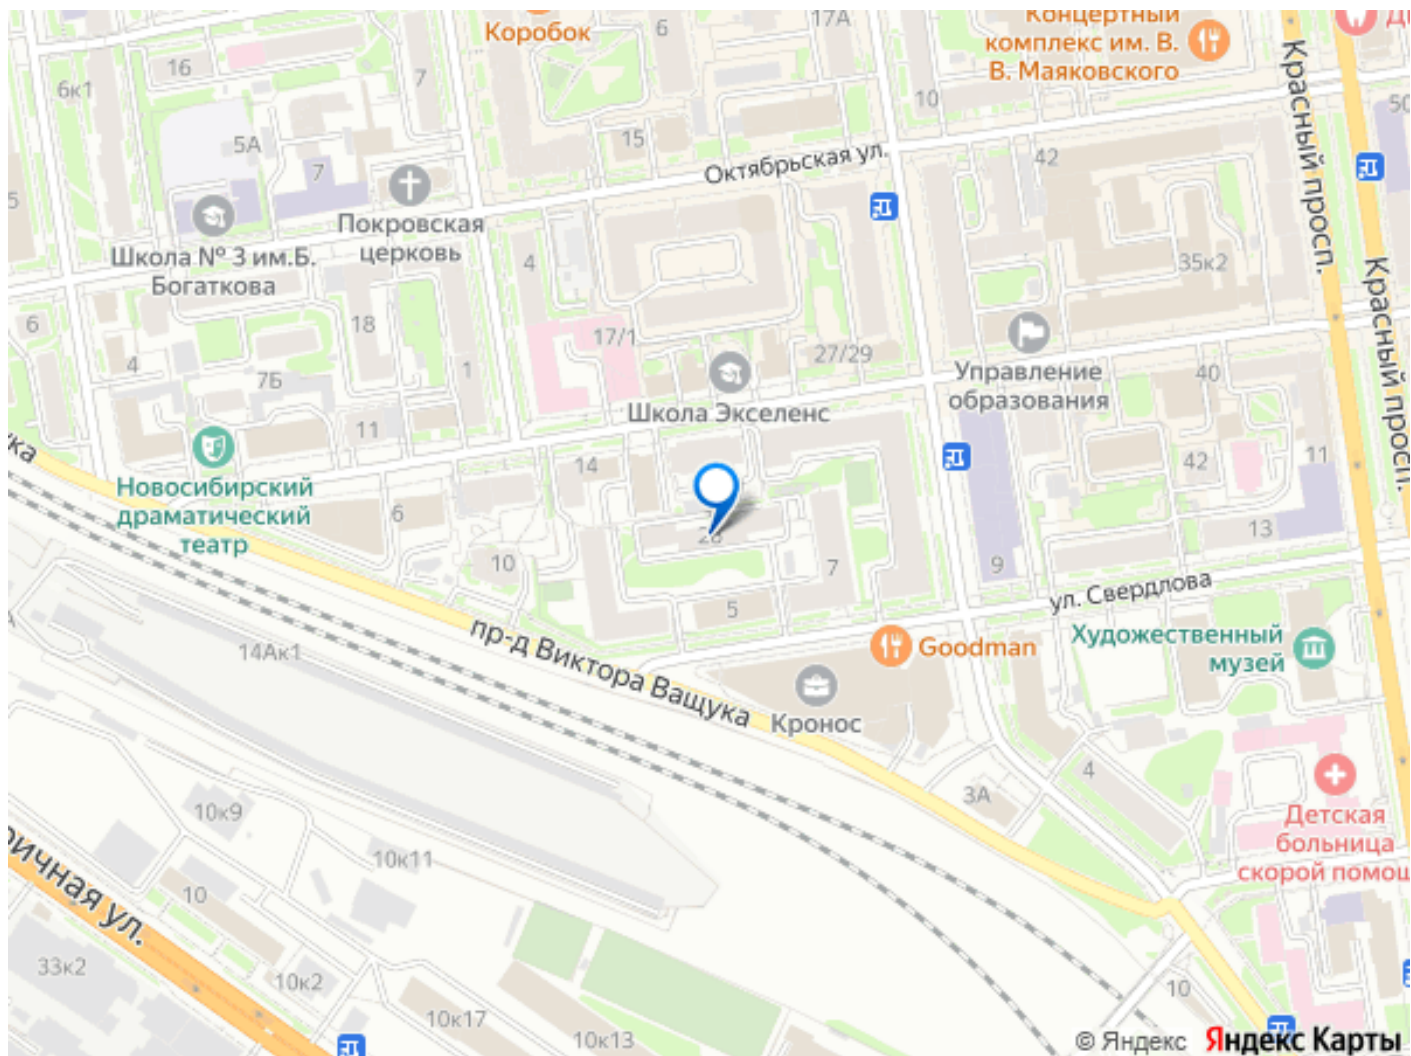 Коробок
6
17А
Концертный
комплекс им. В.
В. Маяковского
6к1
16
7
10
50
Красный просп.
5А
15
42
7
Октябрьская ул.
5
Покровская
церковь
Школа № 3 им.Б.
Богаткова
4
35к2
Красный просп.
6
18
17/1
4
7Б
1
27/29
Управление
образования
40
Школа Экселенс
11
Новосибирский
драматический
театр
14
42
11
6
13
10
7
9
5
ул. Свердлова
пр-д Виктора Ващука
Goodman
Художественный
музей
14Ак1
Кронос
4
3А
10к9
Детская
больница
скорой помощ
10к11
10
33к2
10к2
10к17
10к13
10
© Яндекс Яндекс Карты